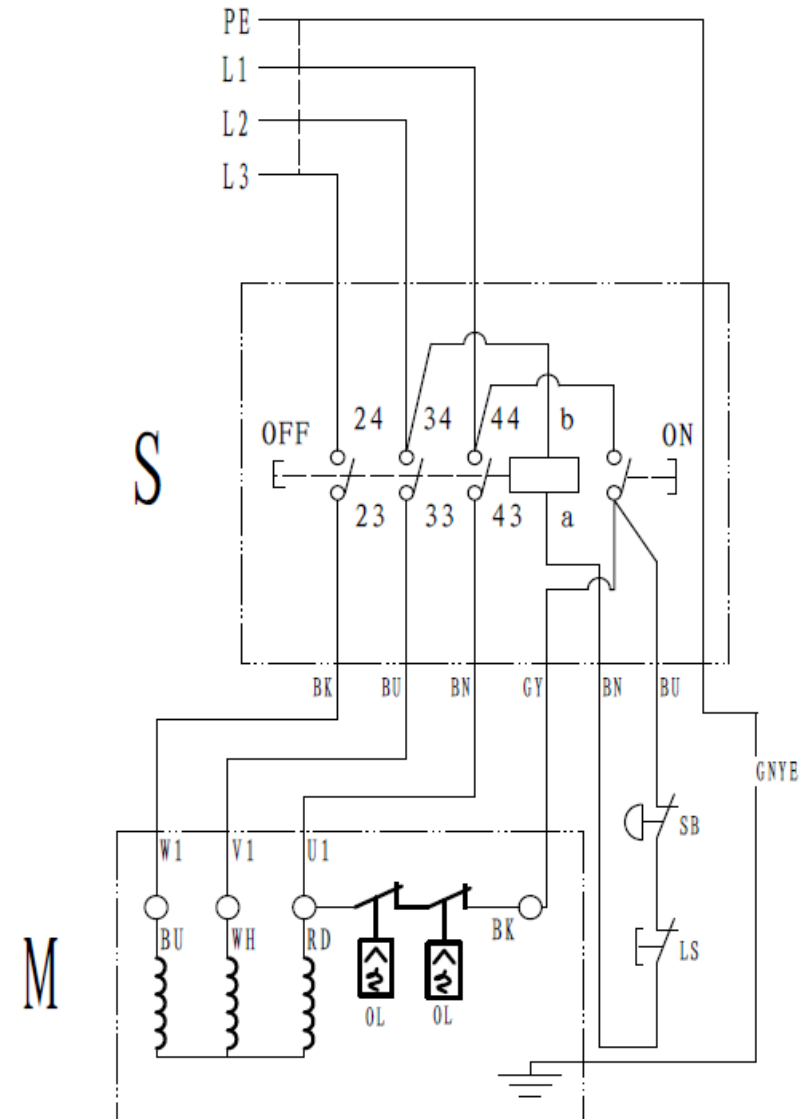 PE
L1
L2
L3
24 34 44 b
OFF
ON
S
23 33 43 a
BK BU BN GY BN BU
GNYE
SB
W1 V1 U1
BU WH RD BK
LS
M
OL OL